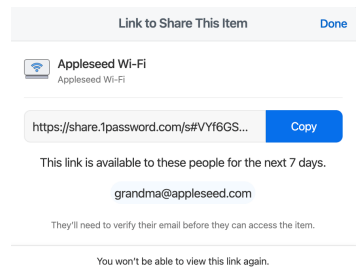 Link to Share This Item
Done
Appleseed Wi-Fi
Appleseed Wi-Fi
https://share.1password.com/s#VYf6GS...
Copy
This link is available to these people for the next 7 days.
grandma@appleseed.com
They'll need to verify their email before they can access the item.
You won't be able to view this link again.